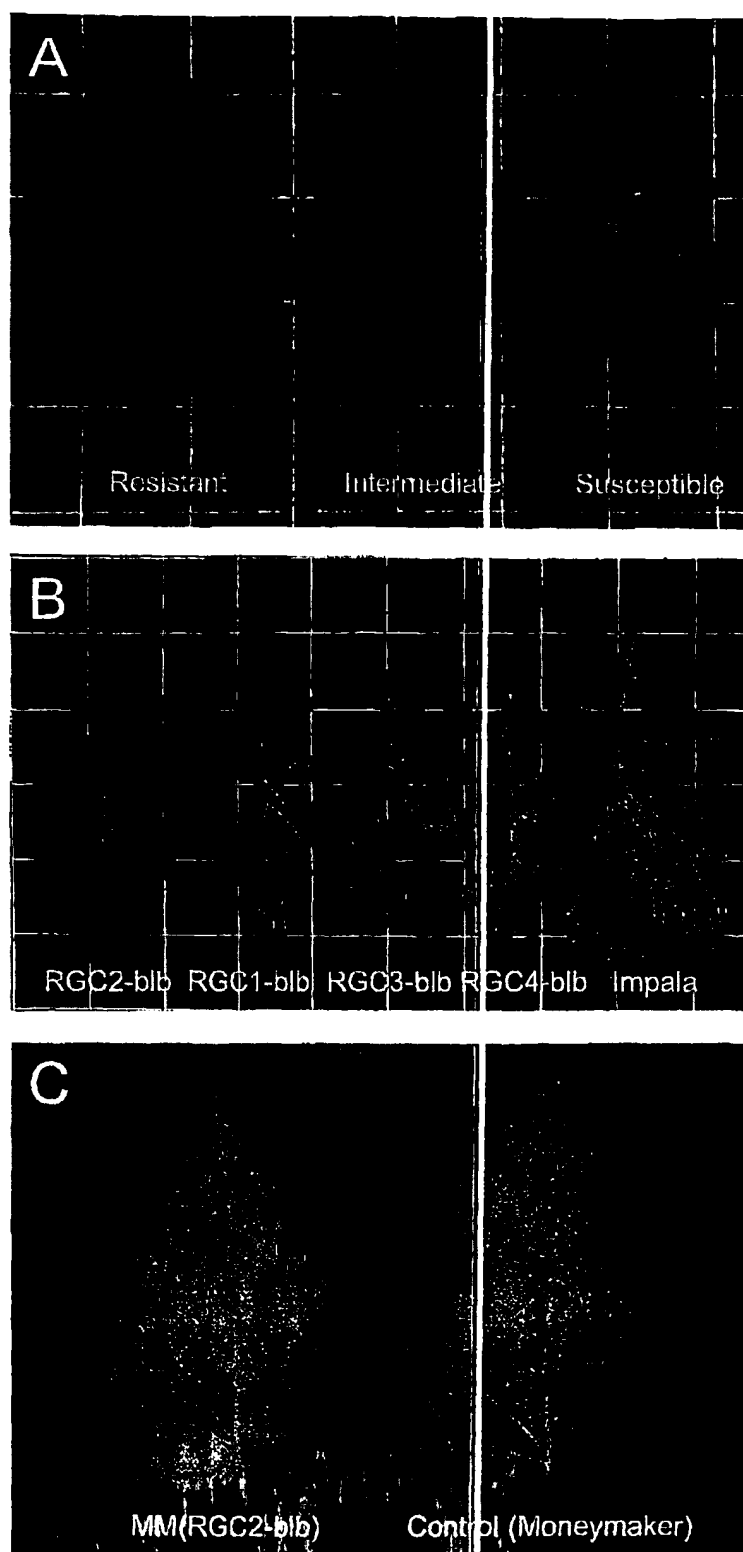 A
Resistant Intermediate Susceptible
B
RGC2-blb RGC1-blb RGC3-blb RGC4-blb Impala
C
MM(RGC2-blb) Control (Moneymaker)